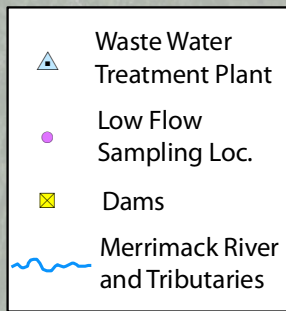 Waste Water
Treatment Plant
Low Flow
Sampling Loc.
Dams
Merrimack River
and Tributaries